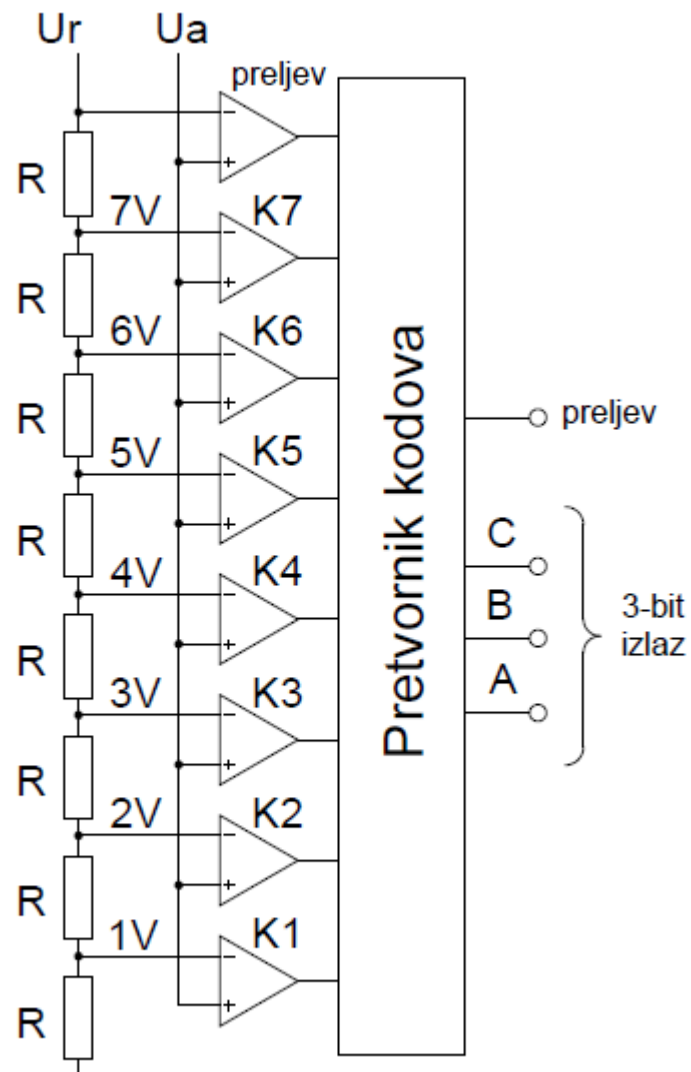 Ur Ua
preljev
R
7V K7
R
6V K6
R
5V K5
preljev
R
C
4V K4
B
3-bit
izlaz
R
A
3V K3
R
2V K2
R
1V K1
R
Pretvornik kodova